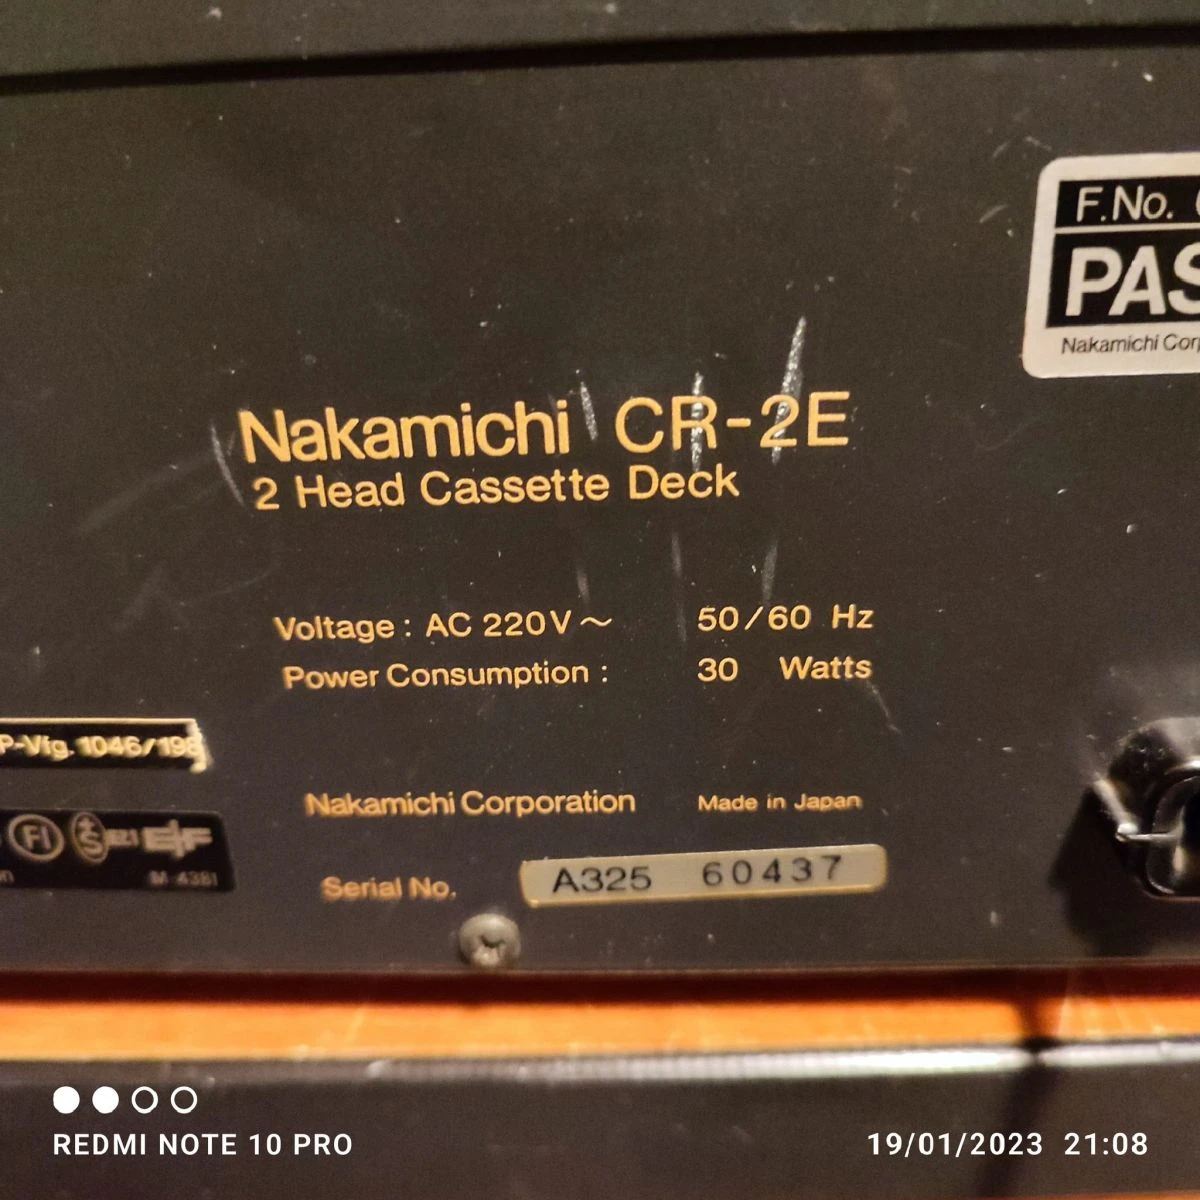 F.No.
PAS
Nakamichi Corp
Nakamichi CR-2E
2 Head Cassette Deck
Voltage : AC 220V ~ 50/60 Hz
Power Consumption : 30 Watts
P-Vfg. 1046/198
FI S
M-4381
Nakamichi Corporation Made in Japan
Serial No. A325 60437
REDMI NOTE 10 PRO
19/01/2023 21:08